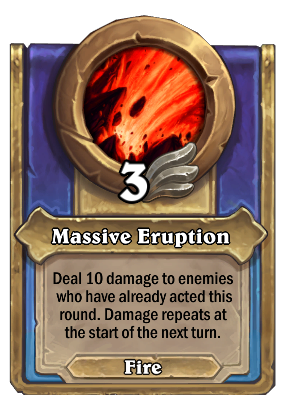 3
Massive Eruption
Deal 10 damage to enemies
who have already acted this
round. Damage repeats at
the start of the next turn.
Fire